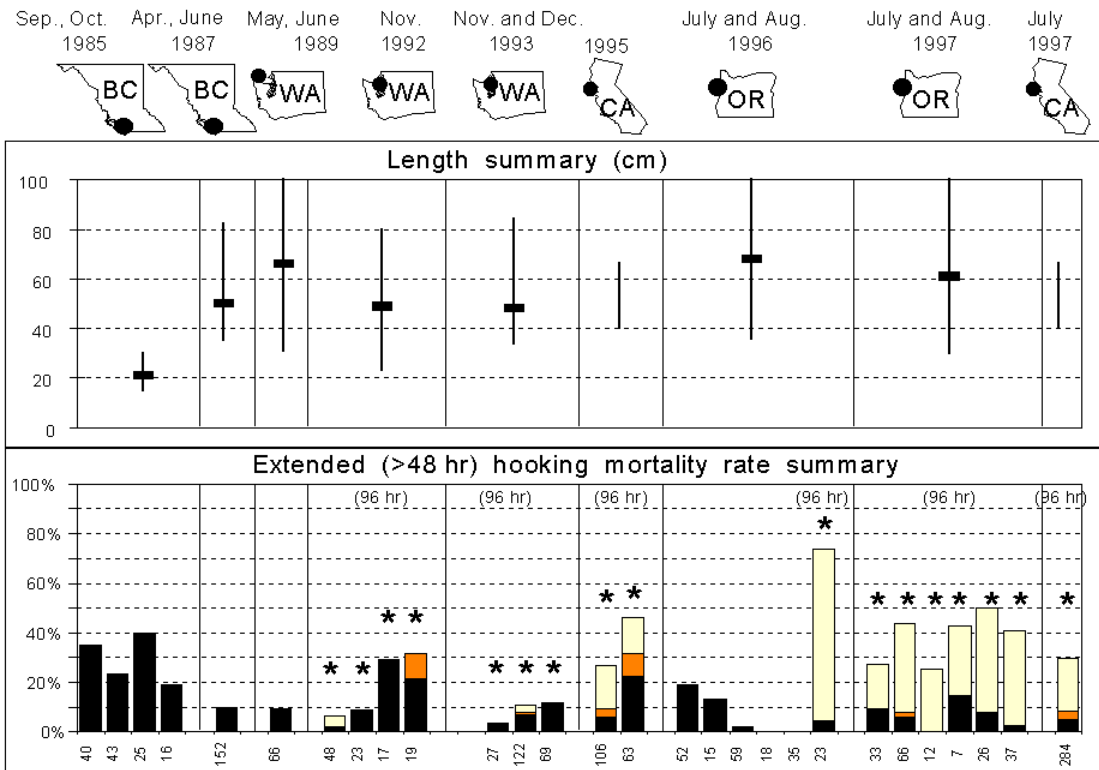 Sep., Oct. Apr., June May, June Nov. Nov. and Dec. July and Aug. July and Aug. July
1985 1987 1989 1992 1993 1995 1996 1997 1997
BC BC WA WA WA CA OR OR CA
Length summary (cm)
100
80
60
40
20
0
Extended (>48 hr) hooking mortality rate summary
100% (96 hr) (96 hr) (96 hr) (96 hr) (96 hr) (96 hr)
80% *
60% * * * * * * * * *
40% * *
20% * * * * *
0%
40 43 25 16 152 66 48 23 17 19 27 122 69 106 63 52 15 59 18 35 23 33 66 12 7 26 37 284